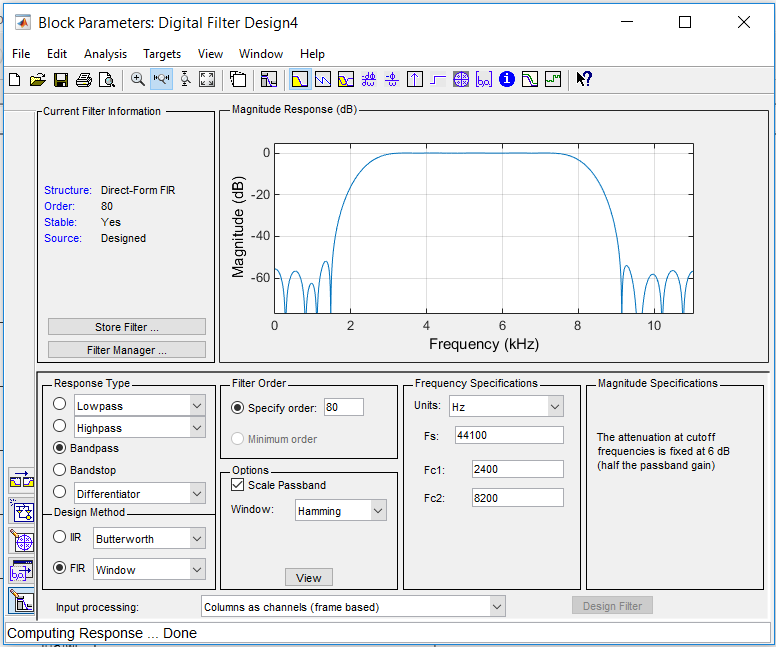 Block Parameters: Digital Filter Design4
File Edit Analysis Targets View Window Help
Current Filter Information
Structure: Direct-Form FIR
Order: 80
Stable: Yes
Source: Designed
Store Filter ...
Filter Manager ...
Magnitude Response (dB)
0
-20
-40
-60
Magnitude (dB)
0 2 4 6 8 10
Frequency (kHz)
Response Type
Lowpass
Highpass
Bandpass
Bandstop
Differentiator
Design Method
IIR Butterworth
FIR Window
Filter Order
Specify order: 80
Minimum order
Options
Scale Passband
Window: Hamming
View
Frequency Specifications
Units: Hz
Fs: 44100
Fc1: 2400
Fc2: 8200
Magnitude Specifications
The attenuation at cutoff
frequencies is fixed at 6 dB
(half the passband gain)
Input processing: Columns as channels (frame based)
Design Filter
Computing Response ... Done